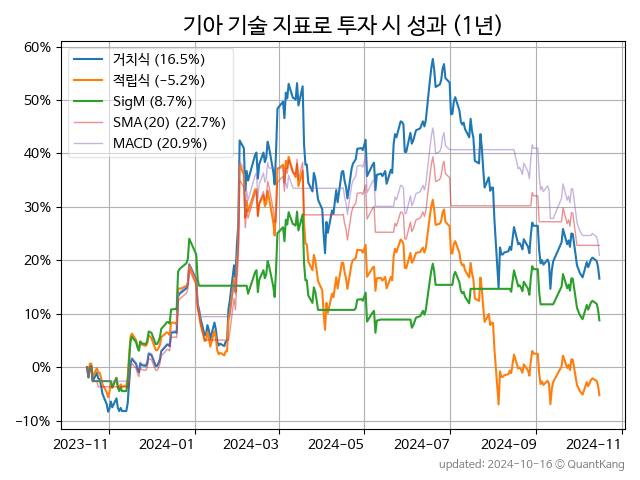 기아 기술 지표로 투자 시 성과 (1년)
60%
50%
40%
30%
20%
10%
0%
−10%
거치식 (16.5%)
적립식 (−5.2%)
SigM (8.7%)
SMA(20) (22.7%)
MACD (20.9%)
2023-11 2024-01 2024-03 2024-05 2024-07 2024-09 2024-11
updated: 2024-10-16 © QuantKang